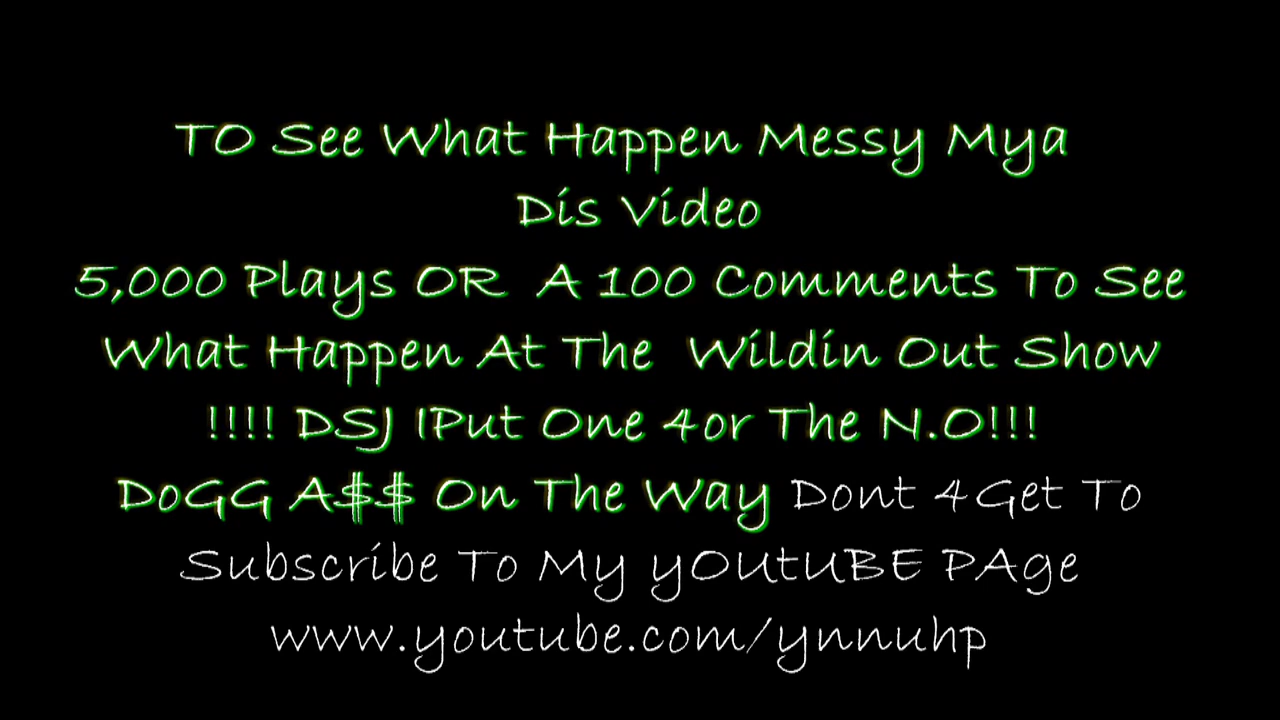 TO See What Happen Messy Mya
Dis Video
5,000 Plays OR A 100 Comments To See
What Happen At The Wildin Out Show
!!!! DSJ IPut One 4or The N.O!!!
DoGG A$$ On The Way Dont 4Get To
Subscribe To My yOUtUBE PAge
www.youtube.com/ynnuhp